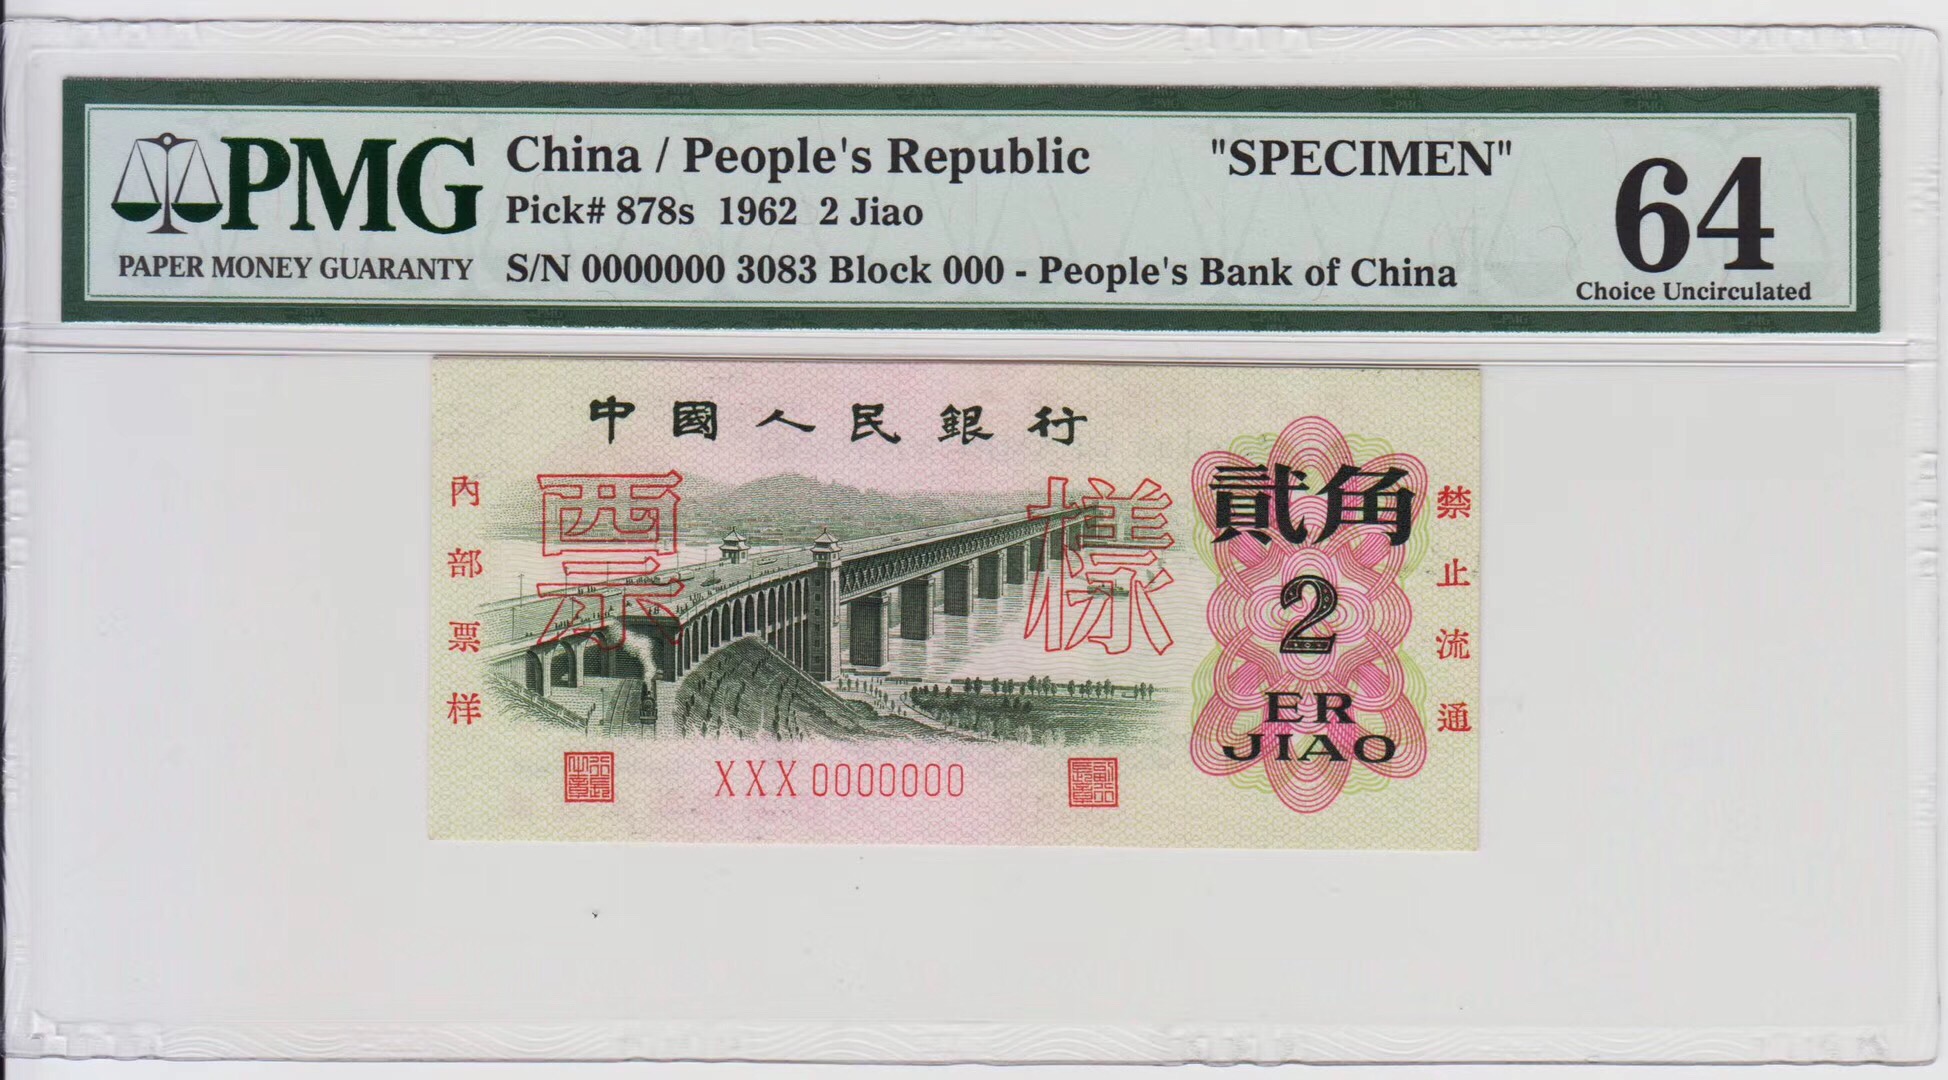 PMG
PAPER MONEY GUARANTY
China / People's Republic "SPECIMEN"
Pick# 878s 1962 2 Jiao
S/N 0000000 3083 Block 000 - People's Bank of China
64
Choice Uncirculated
中國人民銀行
內部票样
票樣
貳角
2
ER
JIAO
禁止流通
XXX0000000